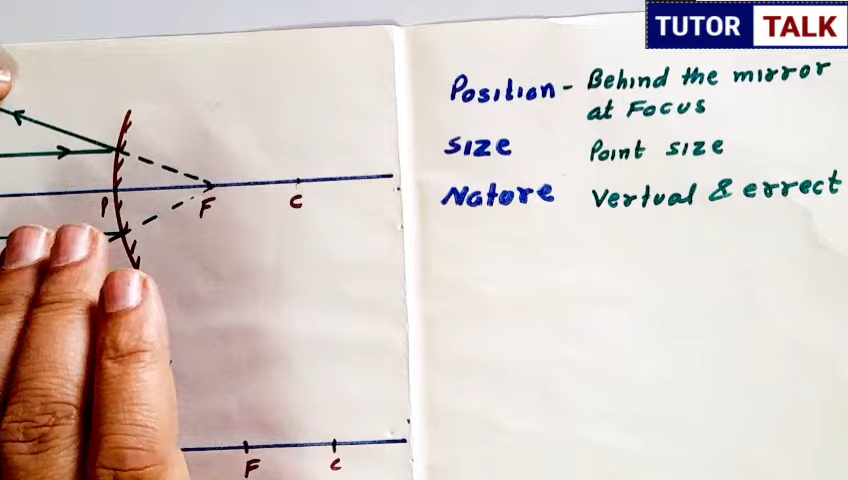 TUTOR TALK
Position - Behind the mirror
at Focus
Size Point size
Natore Vertual & errect
P F C
F C